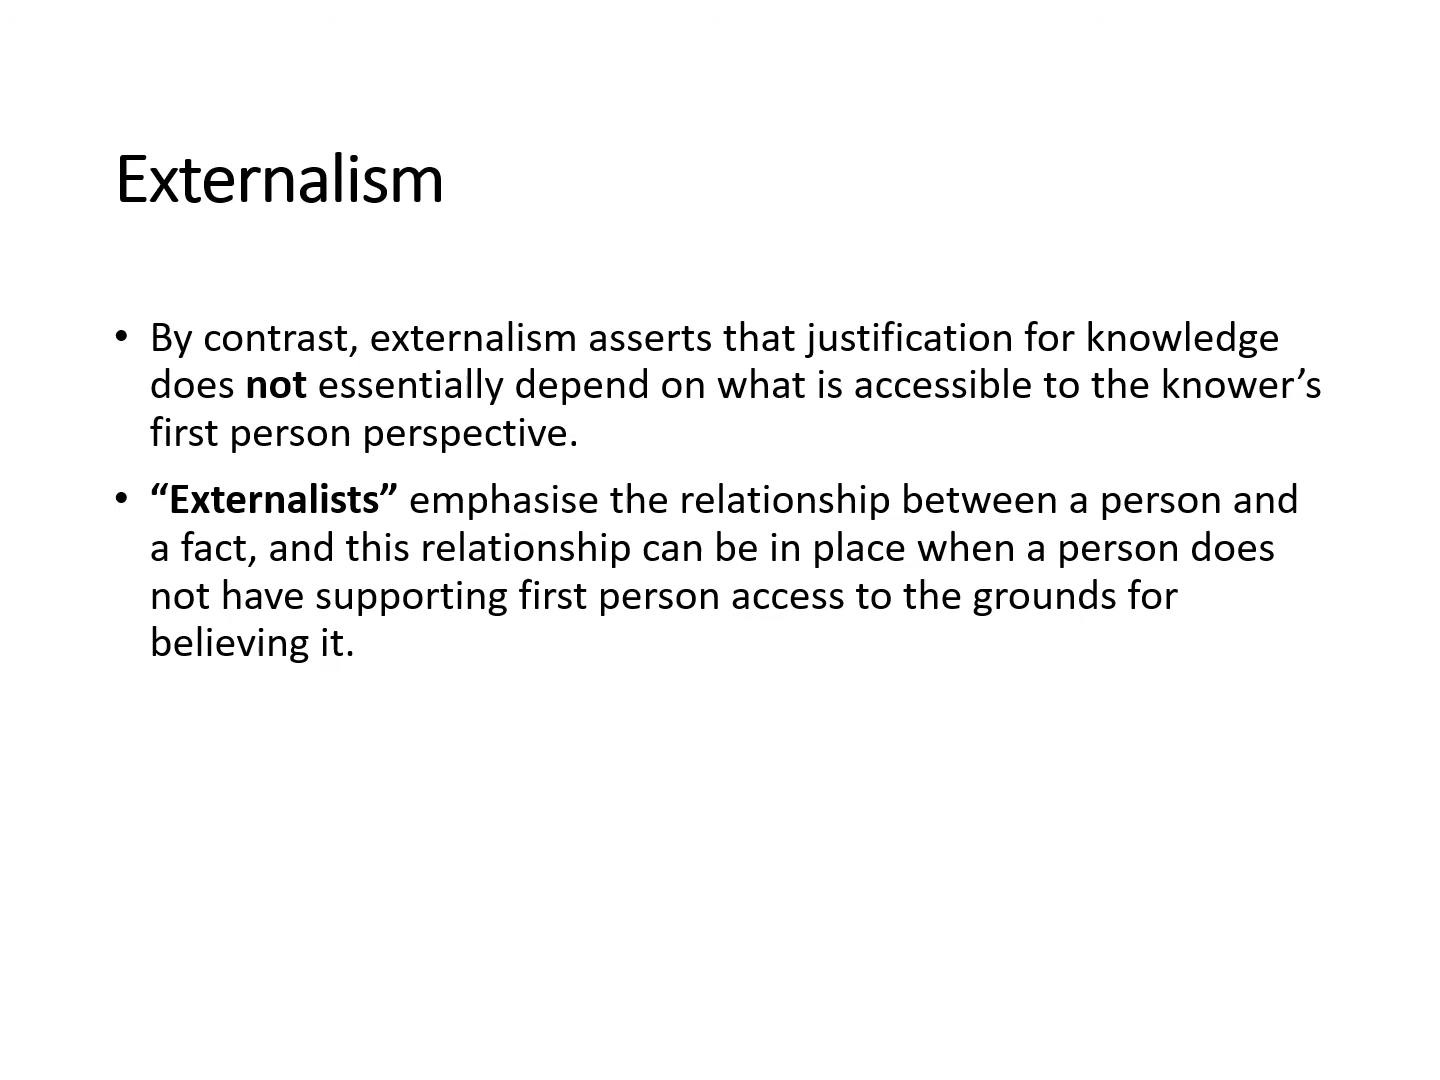 Externalism
• By contrast, externalism asserts that justification for knowledge
does not essentially depend on what is accessible to the knower’s
first person perspective.
• “Externalists” emphasise the relationship between a person and
a fact, and this relationship can be in place when a person does
not have supporting first person access to the grounds for
believing it.